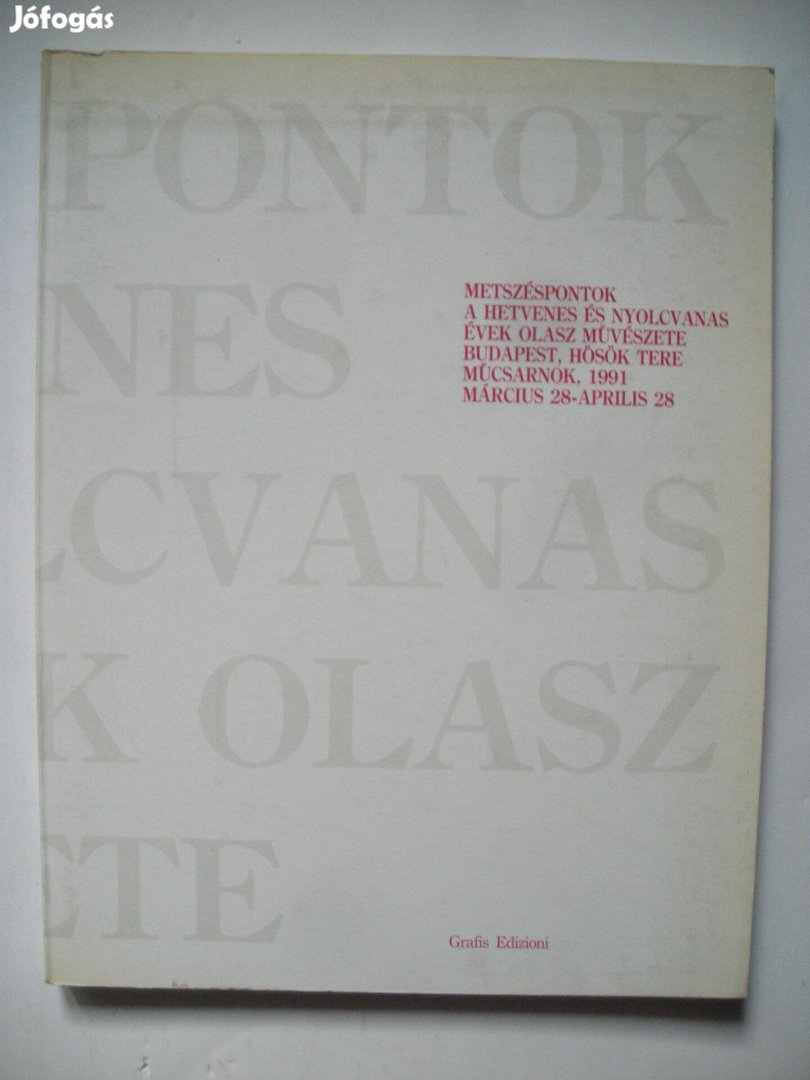 Jófogás
PONTOK
NES
LCVANAS
K OLASZ
ETE
METSZÉSPONTOK
A HETVENES ÉS NYOLCVANAS
ÉVEK OLASZ MŰVÉSZETE
BUDAPEST, HŐSÖK TERE
MŰCSARNOK, 1991
MÁRCIUS 28-APRILIS 28
Grafis Edizioni